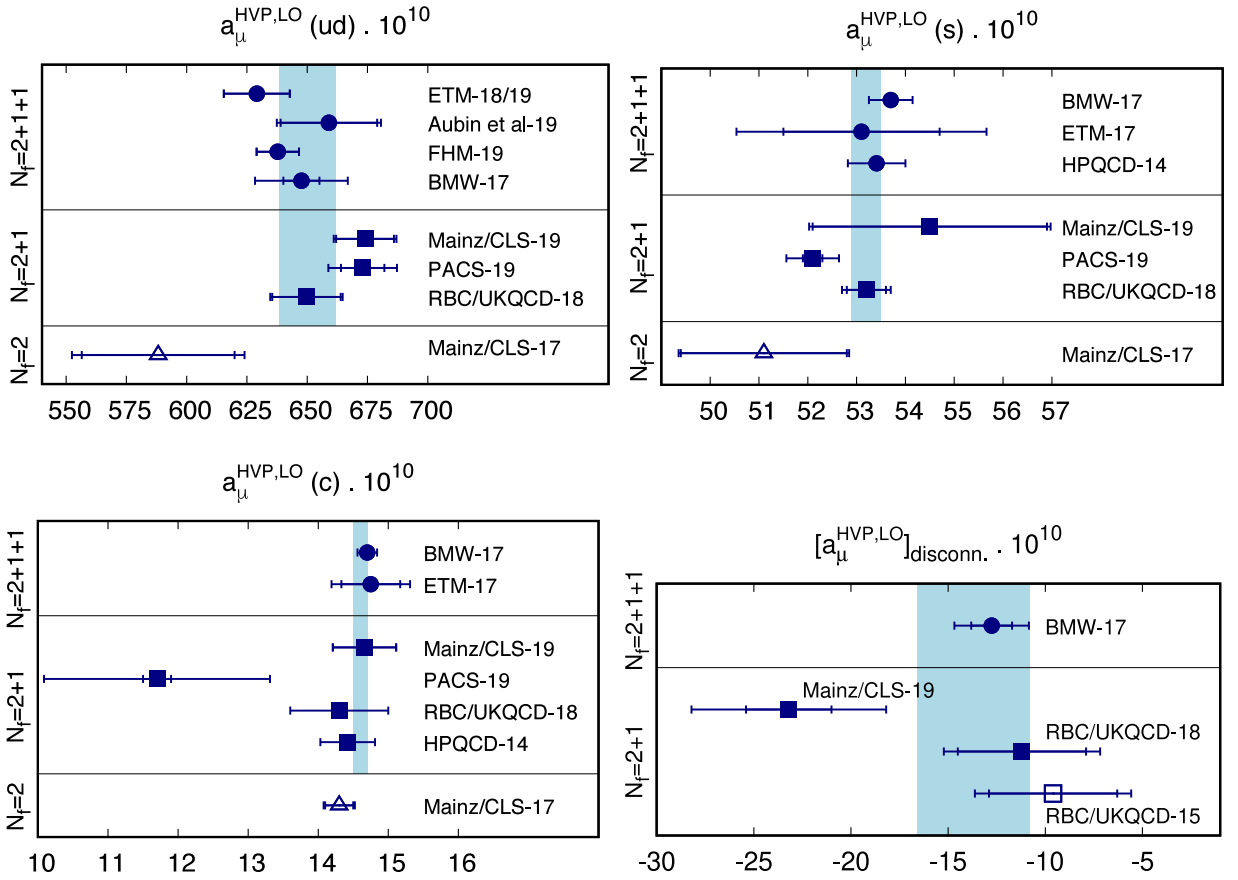 a_μ^HVP,LO (ud) . 10^10
N_f=2+1+1
ETM-18/19
Aubin et al-19
FHM-19
BMW-17
N_f=2+1
Mainz/CLS-19
PACS-19
RBC/UKQCD-18
N_f=2
Mainz/CLS-17
550 575 600 625 650 675 700
a_μ^HVP,LO (s) . 10^10
N_f=2+1+1
BMW-17
ETM-17
HPQCD-14
N_f=2+1
Mainz/CLS-19
PACS-19
RBC/UKQCD-18
N_f=2
Mainz/CLS-17
50 51 52 53 54 55 56 57
a_μ^HVP,LO (c) . 10^10
N_f=2+1+1
BMW-17
ETM-17
N_f=2+1
Mainz/CLS-19
PACS-19
RBC/UKQCD-18
HPQCD-14
N_f=2
Mainz/CLS-17
10 11 12 13 14 15 16
[a_μ^HVP,LO]_disconn. . 10^10
N_f=2+1+1
BMW-17
N_f=2+1
Mainz/CLS-19
RBC/UKQCD-18
RBC/UKQCD-15
-30 -25 -20 -15 -10 -5